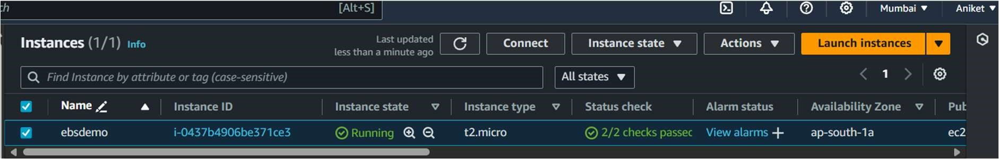 ch [Alt+S] Mumbai Aniket
Instances (1/1) Info Last updated less than a minute ago Connect Instance state Actions Launch instances
Find Instance by attribute or tag (case-sensitive) All states 1
Name Instance ID Instance state Instance type Status check Alarm status Availability Zone Pub
ebsdemo i-0437b4906be371ce3 Running t2.micro 2/2 checks passec View alarms ap-south-1a ec2